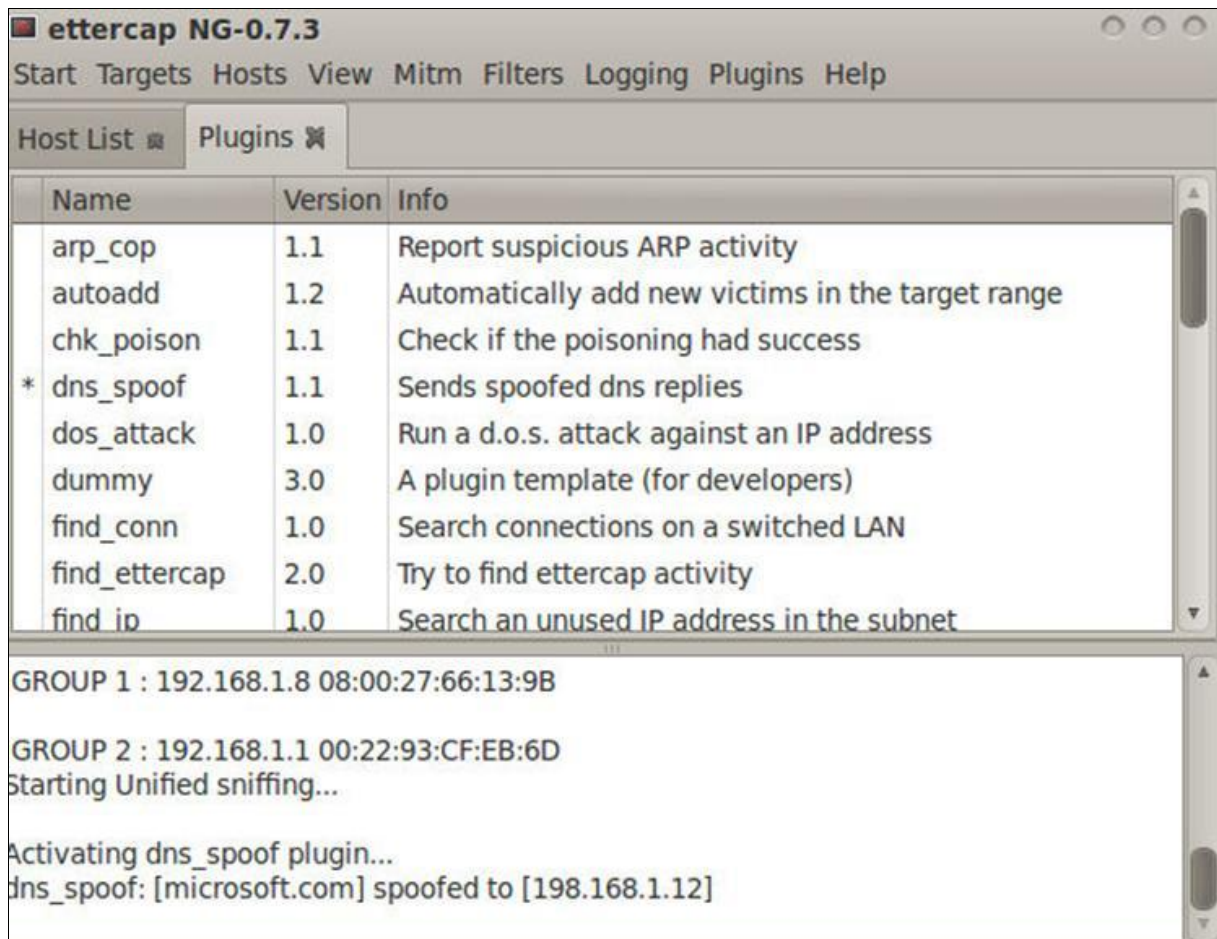 ettercap NG-0.7.3
Start Targets Hosts View Mitm Filters Logging Plugins Help
Host List Plugins
Name Version Info
arp_cop 1.1 Report suspicious ARP activity
autoadd 1.2 Automatically add new victims in the target range
chk_poison 1.1 Check if the poisoning had success
* dns_spoof 1.1 Sends spoofed dns replies
dos_attack 1.0 Run a d.o.s. attack against an IP address
dummy 3.0 A plugin template (for developers)
find_conn 1.0 Search connections on a switched LAN
find_ettercap 2.0 Try to find ettercap activity
find_ip 1.0 Search an unused IP address in the subnet
GROUP 1 : 192.168.1.8 08:00:27:66:13:9B
GROUP 2 : 192.168.1.1 00:22:93:CF:EB:6D
Starting Unified sniffing...
Activating dns_spoof plugin...
dns_spoof: [microsoft.com] spoofed to [198.168.1.12]